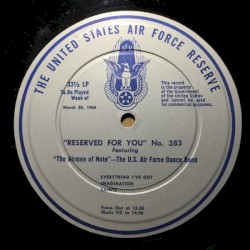 THE UNITED STATES AIR FORCE RESERVE
33⅓ LP
To Be Played
Week of
March 28, 1960
This record
is the property
of the Government
of the United States
and cannot be used
for commercial
purposes.
"RESERVED FOR YOU" No. 383
Featuring
"The Airmen of Note"—The U.S. Air Force Dance Band
EVERYTHING I'VE GOT
IMAGINATION
Voice Out at 13:30
Music Fill to 14:56